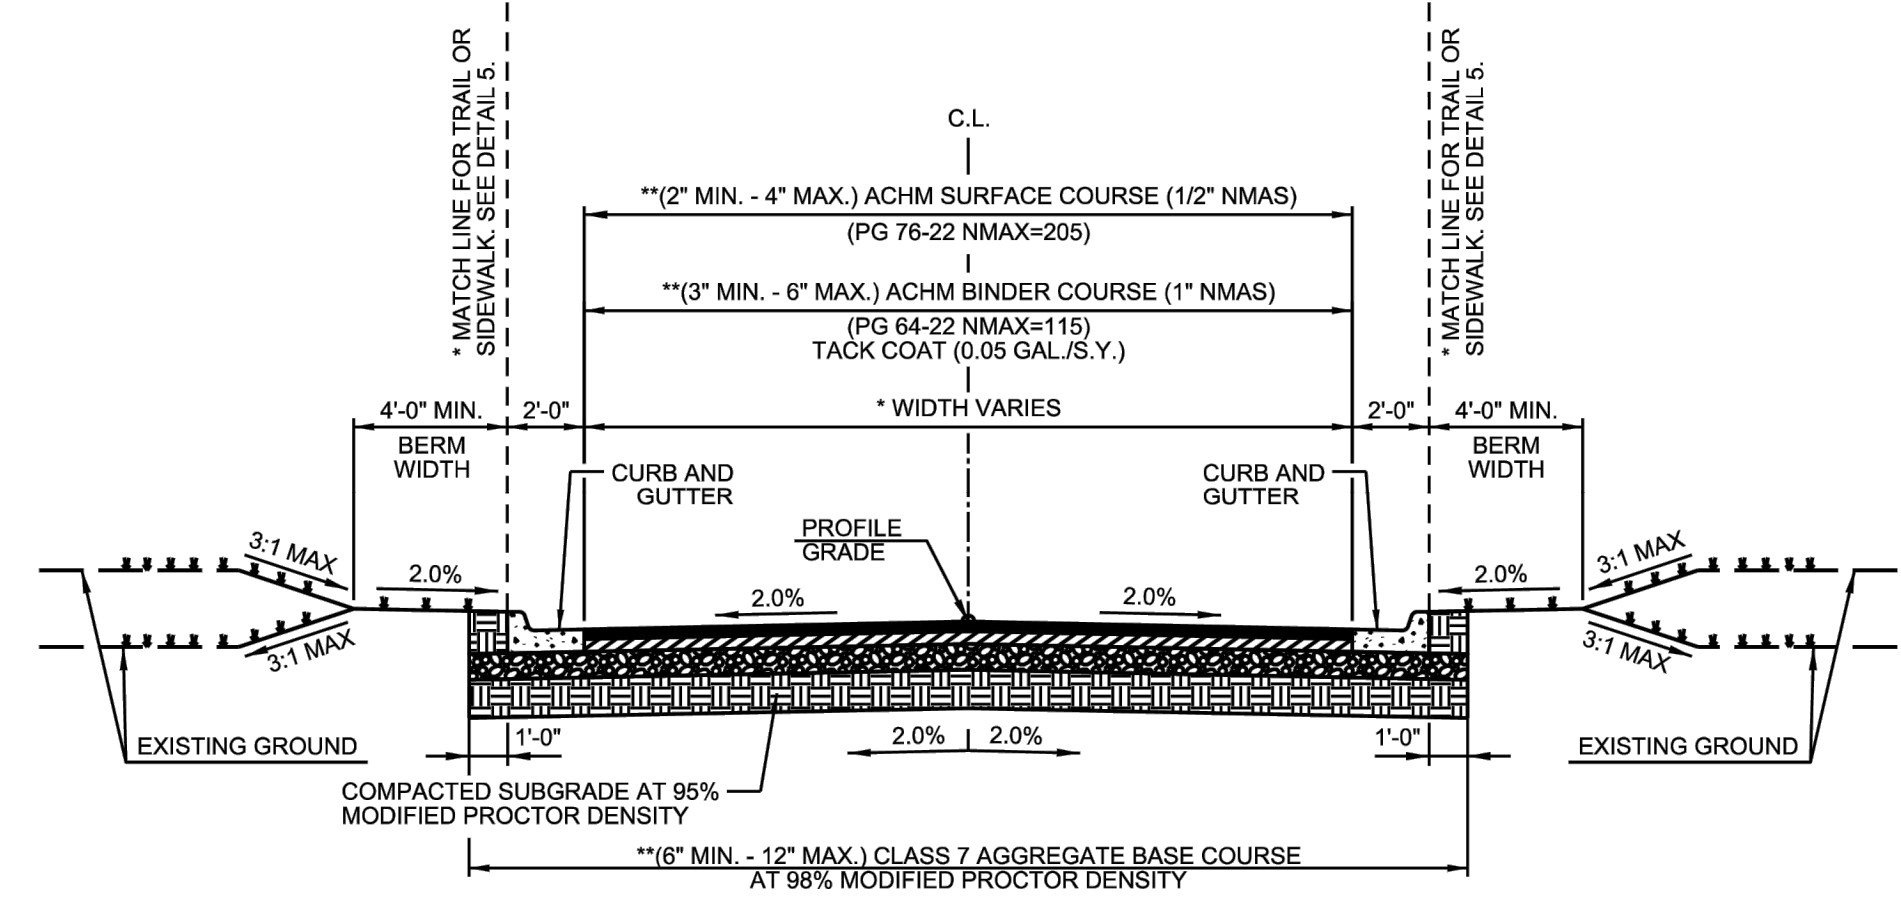 * MATCH LINE FOR TRAIL OR
SIDEWALK. SEE DETAIL 5.
* MATCH LINE FOR TRAIL OR
SIDEWALK. SEE DETAIL 5.
C.L.
**(2" MIN. - 4" MAX.) ACHM SURFACE COURSE (1/2" NMAS)
(PG 76-22 NMAX=205)
**(3" MIN. - 6" MAX.) ACHM BINDER COURSE (1" NMAS)
(PG 64-22 NMAX=115)
TACK COAT (0.05 GAL./S.Y.)
4'-0" MIN.
BERM
WIDTH
2'-0"
* WIDTH VARIES
2'-0"
4'-0" MIN.
BERM
WIDTH
CURB AND
GUTTER
CURB AND
GUTTER
PROFILE
GRADE
3:1 MAX
2.0%
2.0%
2.0%
2.0%
3:1 MAX
3:1 MAX
3:1 MAX
EXISTING GROUND
1'-0"
2.0%
2.0%
1'-0"
EXISTING GROUND
COMPACTED SUBGRADE AT 95%
MODIFIED PROCTOR DENSITY
**(6" MIN. - 12" MAX.) CLASS 7 AGGREGATE BASE COURSE
AT 98% MODIFIED PROCTOR DENSITY